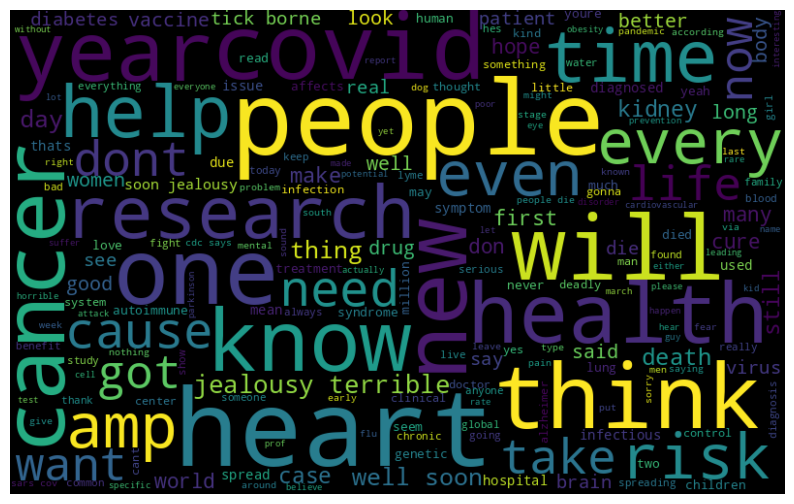 without
diabetes vaccine
tick borne
look
human
patient
youre
better
pandemic
according
interesting
year
covid
read
hes
kind
obesity
hope
something
water
time
now
body
everything
everyone
issue
affects
real
report
dog
thought
little
diagnosed
yeah
lot
help
people
might
kidney
long
girl
day
poor
yet
stage
eye
prevention
every
thats
right
dont
due
today
keep
made
well
even
known
last
rare
bad
women
soon jealousy
problem
make
potential
lyme
infection
may
much
gonna
family
life
blood
suffer
research
south
symptom
people die
disorder
cardiovascular
first
died
via
name
many
cancer
love
fight
cdc says
mental
sound
thing
drug
don
let
will
die
man
found
either
leading
cure
used
see
good
one
new
horrible
system
attack
autoimmune
parkinson
need
treatment
actually
million
serious
never
deadly
march
please
kid
still
week
cause
know
mean
always
syndrome
health
happen
benefit
live
leave
yes
said
hear
guy
fear
death
really
study
nothing
say
type
pain
men
saying
virus
cell
got
show
jealousy terrible
doctor
lung
test
give
thank
center
someone
early
clinical
anyone
rate
think
put
sorry
diagnosis
amp
heart
cant
prof
flu
seem
global
going
alzheimer
infectious
control
sars cov
common
chronic
take
risk
want
world
spread
case
well soon
genetic
hospital
brain
two
specific
around
believe
spreading
children